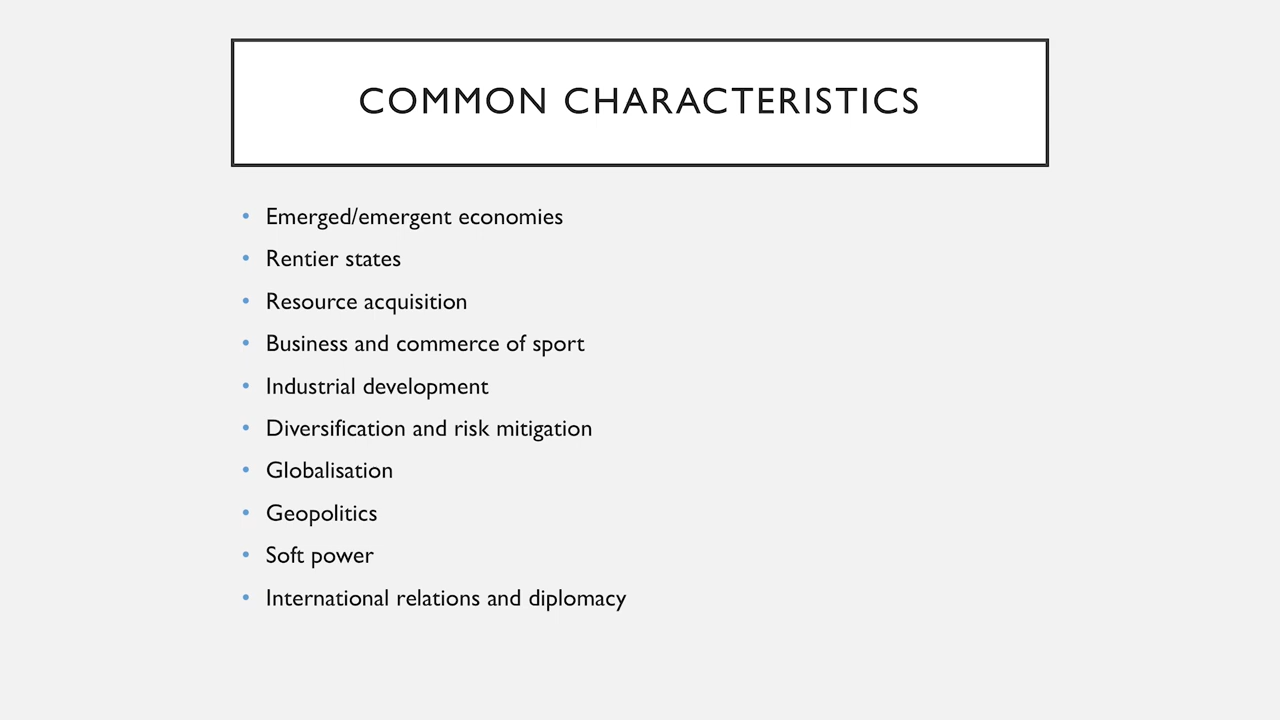 COMMON CHARACTERISTICS
• Emerged/emergent economies
• Rentier states
• Resource acquisition
• Business and commerce of sport
• Industrial development
• Diversification and risk mitigation
• Globalisation
• Geopolitics
• Soft power
• International relations and diplomacy